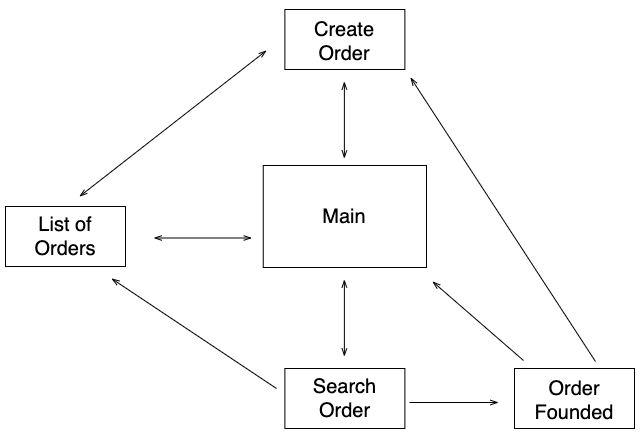 Create
Order
Main
List of
Orders
Search
Order
Order
Founded